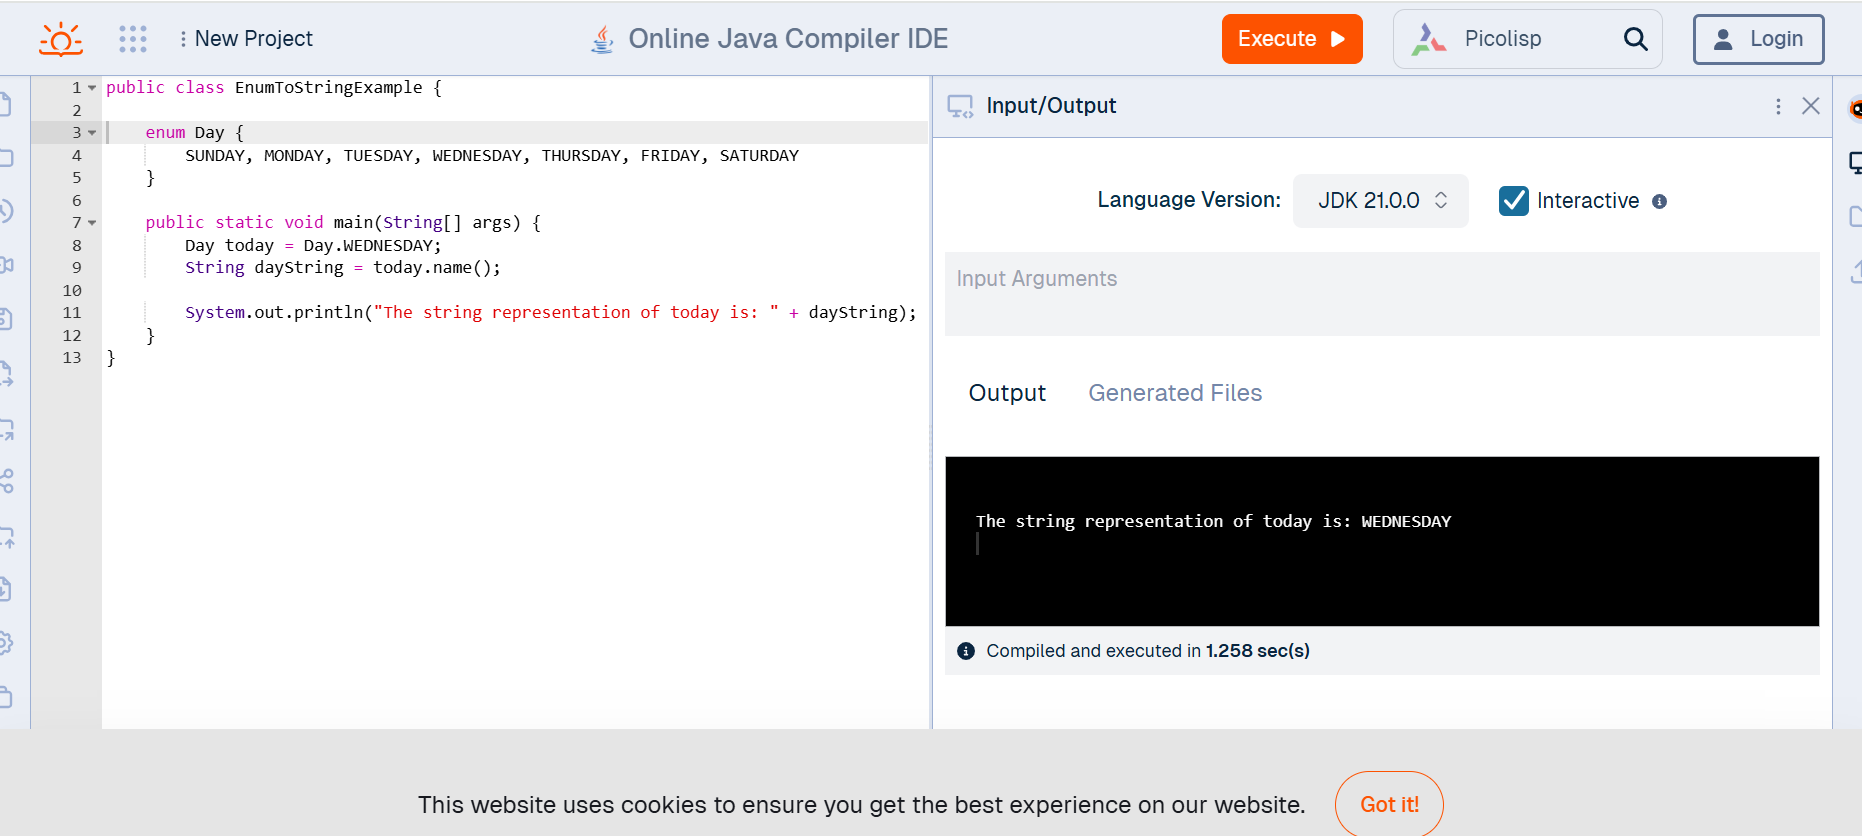 New Project
Online Java Compiler IDE
Execute
Picolisp
Login
1 public class EnumToStringExample {
2
3     enum Day {
4         SUNDAY, MONDAY, TUESDAY, WEDNESDAY, THURSDAY, FRIDAY, SATURDAY
5     }
6
7     public static void main(String[] args) {
8         Day today = Day.WEDNESDAY;
9         String dayString = today.name();
10
11         System.out.println("The string representation of today is: " + dayString);
12     }
13 }
Input/Output
Language Version:
JDK 21.0.0
Interactive
Input Arguments
Output
Generated Files
The string representation of today is: WEDNESDAY
Compiled and executed in 1.258 sec(s)
This website uses cookies to ensure you get the best experience on our website.
Got it!